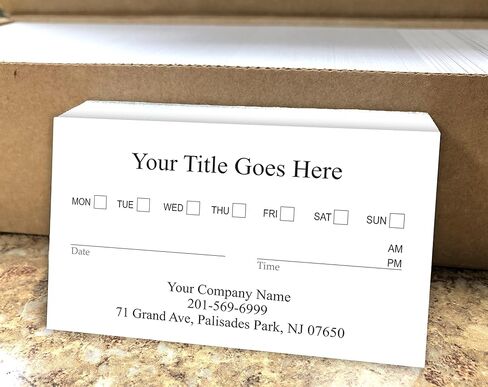 Your Title Goes Here
MON TUE WED THU FRI SAT SUN
AM
Date Time PM
Your Company Name
201-569-6999
71 Grand Ave, Palisades Park, NJ 07650